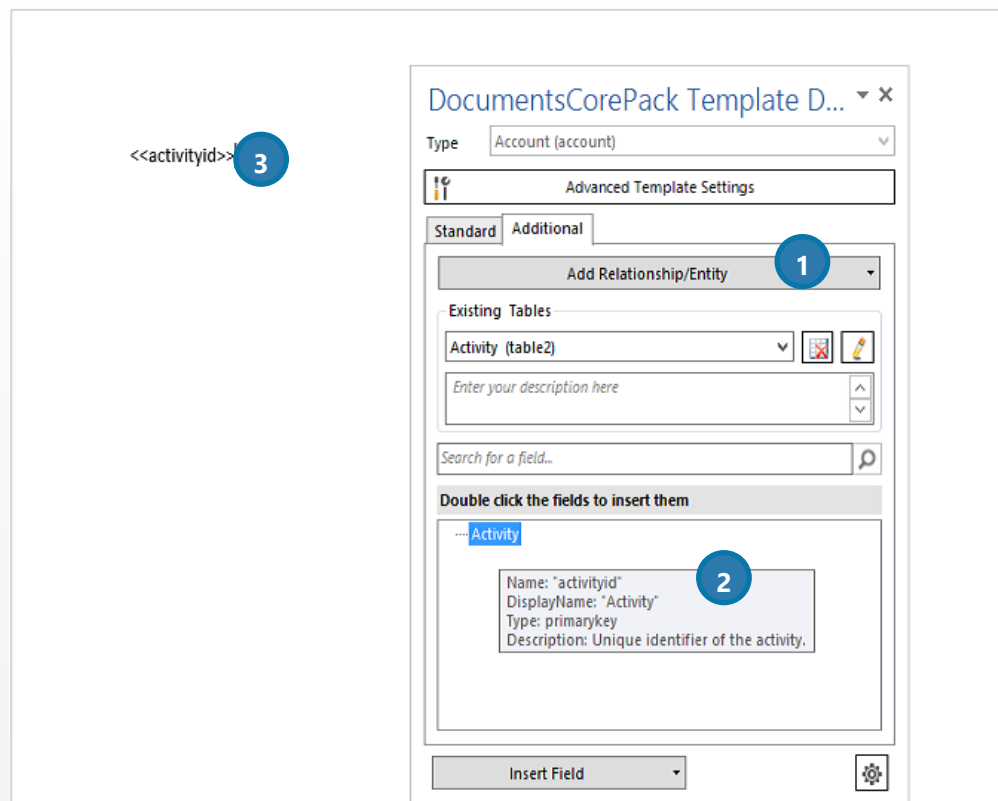 DocumentsCorePack Template D...
Type
Account (account)
<<activityid>>
3
Advanced Template Settings
Standard
Additional
Add Relationship/Entity
1
Existing Tables
Activity (table2)
Enter your description here
Search for a field...
Double click the fields to insert them
Activity
2
Name: "activityid"
DisplayName: "Activity"
Type: primarykey
Description: Unique identifier of the activity.
Insert Field